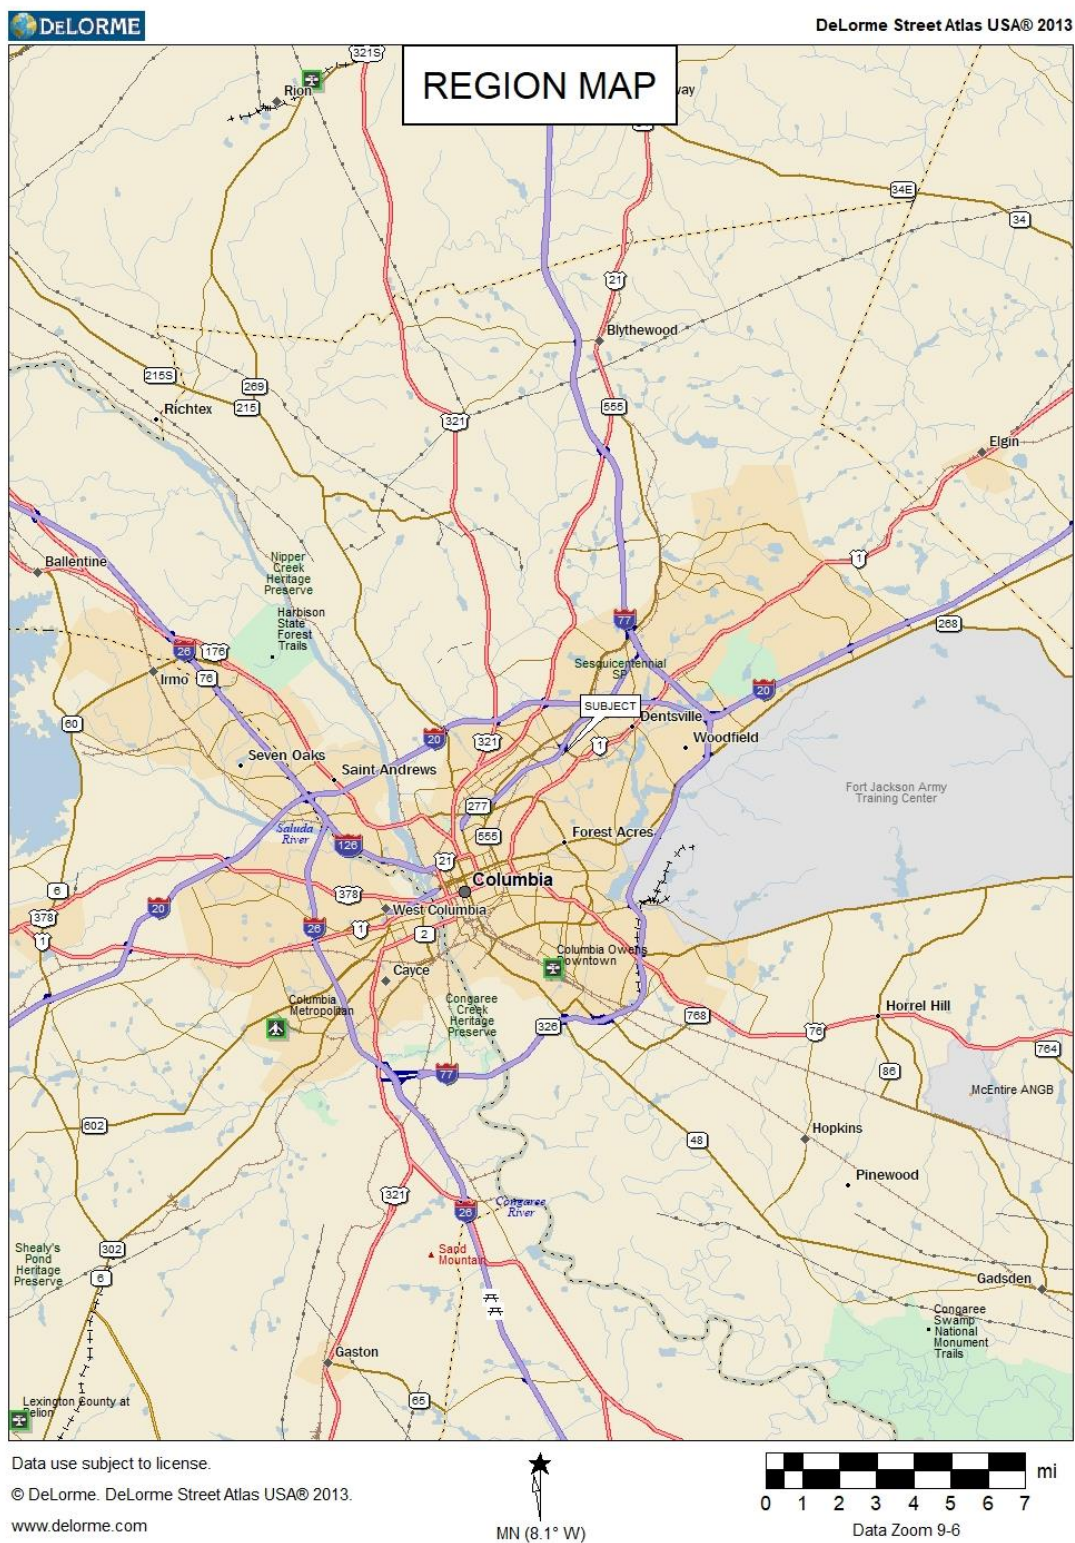 DELORME
DeLorme Street Atlas USA® 2013
REGION MAP
321S
Rion
way
34E
34
21
Blythewood
215S
269
215
Richtex
555
321
Elgin
1
Ballentine
Nipper
Creek
Heritage
Preserve
Harbison
State
Forest
Trails
77
268
26
176
Irmo
76
Sesquicentennial
SP
20
SUBJECT
Dentsville
60
20
321
1
Woodfield
Seven Oaks
Saint Andrews
Fort Jackson Army
Training Center
277
Saluda
River
126
555
Forest Acres
21
Columbia
6
378
378
20
26
1
West Columbia
2
1
Columbia Owens
Downtown
Cayce
Columbia
Metropolitan
Congaree
Creek
Heritage
Preserve
326
768
Horrel Hill
76
764
77
86
McEntire ANGB
602
48
Hopkins
Pinewood
321
26
Congaree
River
Shealy's
Pond
Heritage
Preserve
302
6
Sand
Mountain
Gadsden
Congaree
Swamp
National
Monument
Trails
Gaston
65
Lexington County at
Pelion
Data use subject to license.
© DeLorme. DeLorme Street Atlas USA® 2013.
www.delorme.com
MN (8.1° W)
mi
0 1 2 3 4 5 6 7
Data Zoom 9-6